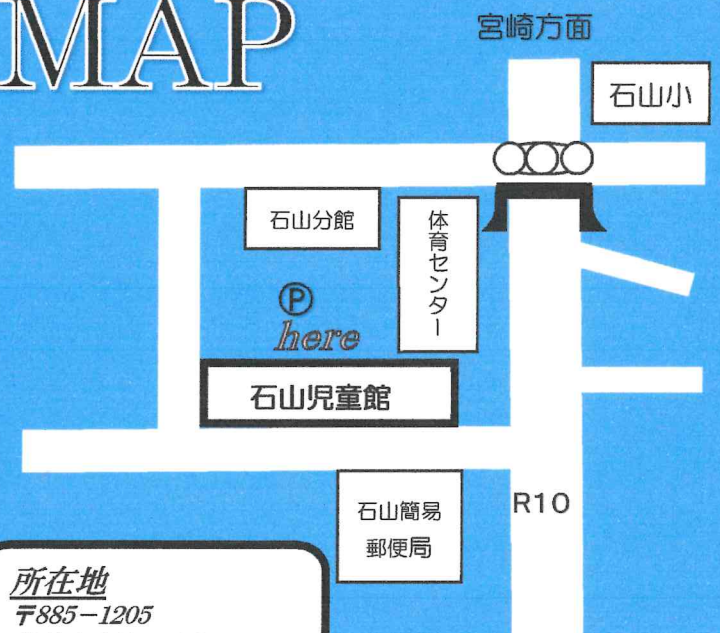 MAP
宮崎方面
石山小
石山分館
体育センター
Ⓟ
here
石山児童館
石山簡易
郵便局
R10
所在地
〒885−1205